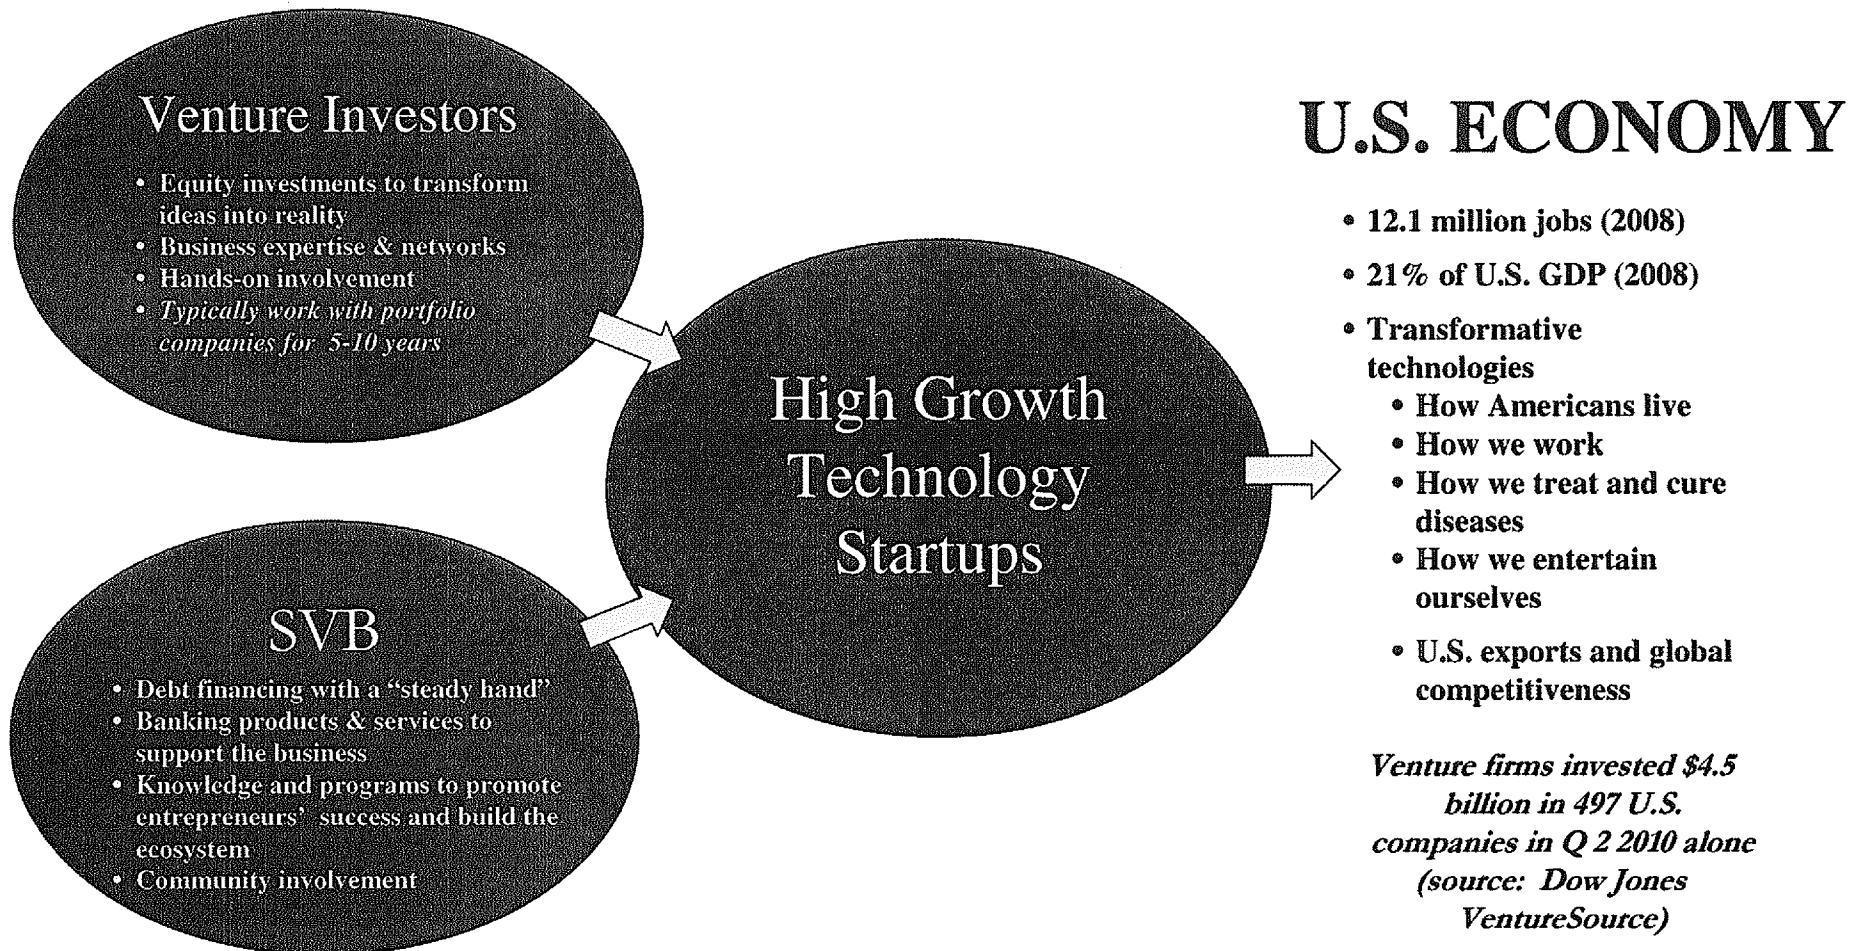 Venture Investors
• Equity investments to transform
ideas into reality
• Business expertise & networks
• Hands-on involvement
• Typically work with portfolio
companies for 5-10 years
SVB
• Debt financing with a “steady hand”
• Banking products & services to
support the business
• Knowledge and programs to promote
entrepreneurs’ success and build the
ecosystem
• Community involvement
High Growth
Technology
Startups
U.S. ECONOMY
• 12.1 million jobs (2008)
• 21% of U.S. GDP (2008)
• Transformative
technologies
• How Americans live
• How we work
• How we treat and cure
diseases
• How we entertain
ourselves
• U.S. exports and global
competitiveness
Venture firms invested $4.5
billion in 497 U.S.
companies in Q 2 2010 alone
(source: Dow Jones
VentureSource)